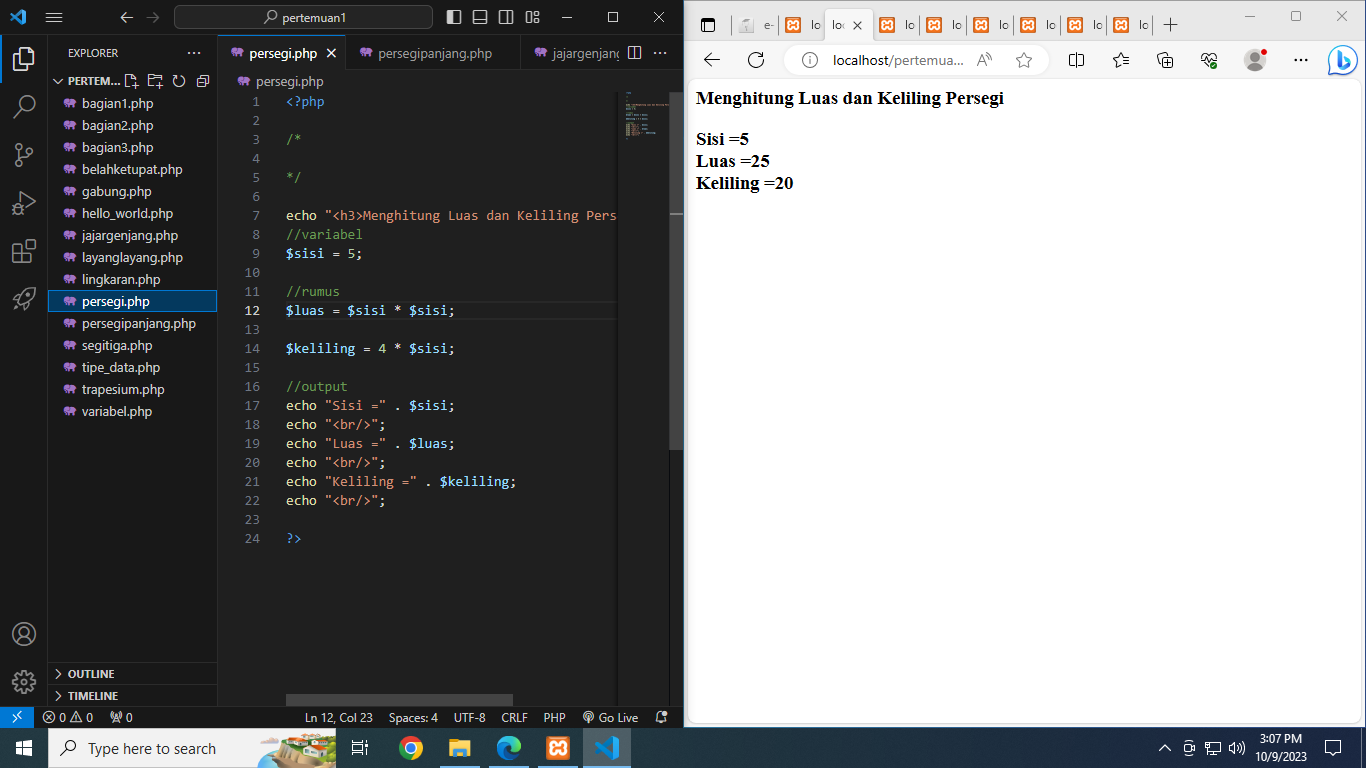 pertemuan1
EXPLORER
PERTEM...
bagian1.php
bagian2.php
bagian3.php
belahketupat.php
gabung.php
hello_world.php
jajargenjang.php
layanglayang.php
lingkaran.php
persegi.php
persegipanjang.php
segitiga.php
tipe_data.php
trapesium.php
variabel.php
OUTLINE
TIMELINE
persegi.php
persegipanjang.php
jajargenjang
persegi.php
1 <?php
2
3 /*
4
5 */
6
7 echo "<h3>Menghitung Luas dan Keliling Pers
8 //variabel
9 $sisi = 5;
10
11 //rumus
12 $luas = $sisi * $sisi;
13
14 $keliling = 4 * $sisi;
15
16 //output
17 echo "Sisi =" . $sisi;
18 echo "<br/>";
19 echo "Luas =" . $luas;
20 echo "<br/>";
21 echo "Keliling =" . $keliling;
22 echo "<br/>";
23
24 ?>
0 0 0 Ln 12, Col 23 Spaces: 4 UTF-8 CRLF PHP Go Live
e- lo loc lo lo lo lo lo lo
localhost/pertemua...
Menghitung Luas dan Keliling Persegi
Sisi =5
Luas =25
Keliling =20
Type here to search
3:07 PM
10/9/2023